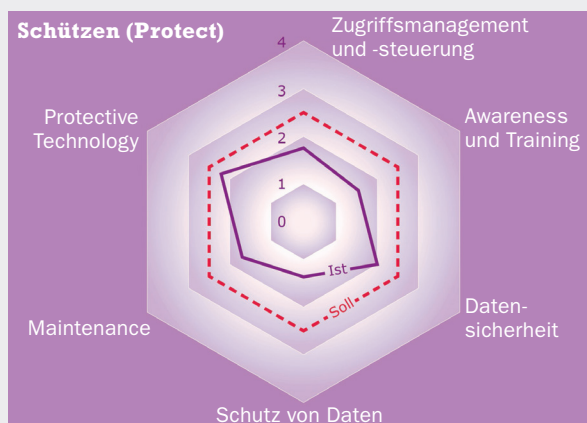 Schützen (Protect)
Zugriffsmanagement
und -steuerung
4
3
2
1
0
Protective
Technology
Awareness
und Training
Ist
Soll
Maintenance
Daten-
sicherheit
Schutz von Daten